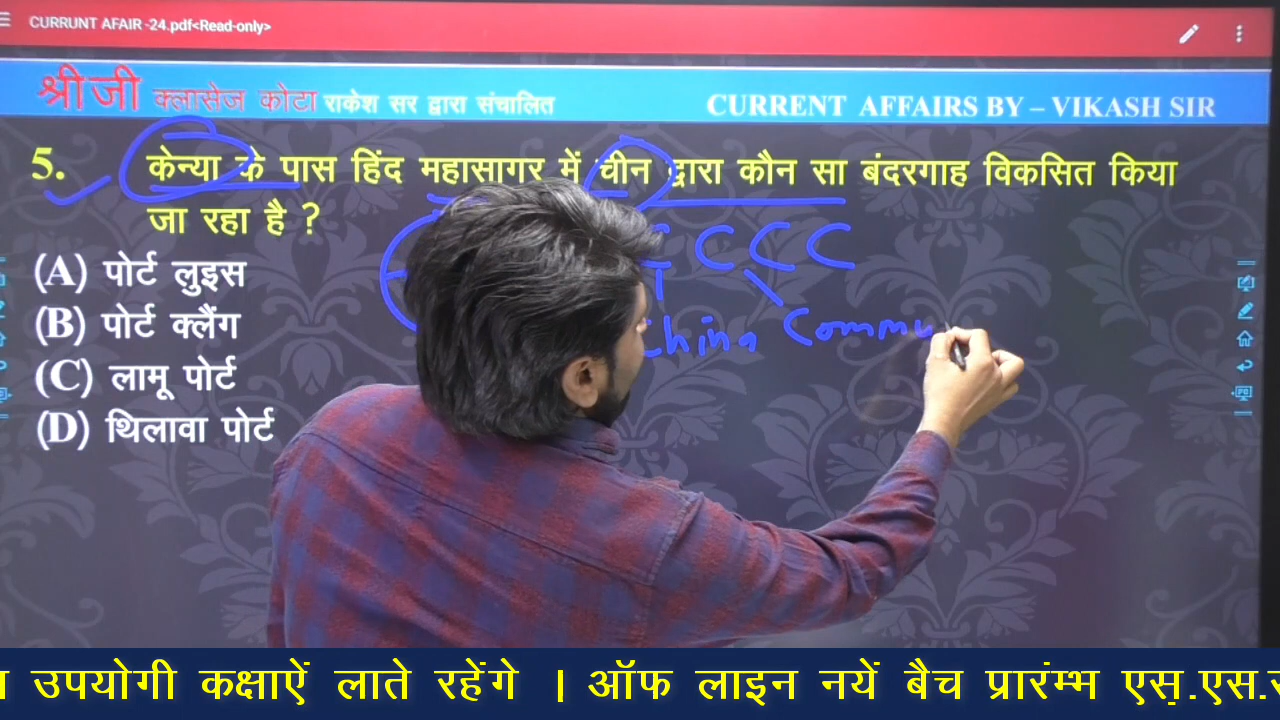 CURRUNT AFAIR -24.pdf<Read-only>
श्रीजी क्लासेज कोटा राकेश सर द्वारा संचालित
CURRENT AFFAIRS BY – VIKASH SIR
5. केन्या के पास हिंद महासागर में चीन द्वारा कौन सा बंदरगाह विकसित किया
जा रहा है ?
CCC
(A) पोर्ट लुइस
(B) पोर्ट क्लैंग
China Commu
(C) लामू पोर्ट
(D) थिलावा पोर्ट
उपयोगी कक्षाऐं लाते रहेंगे । ऑफ लाइन नयें बैच प्रारंम्भ एस.एस.